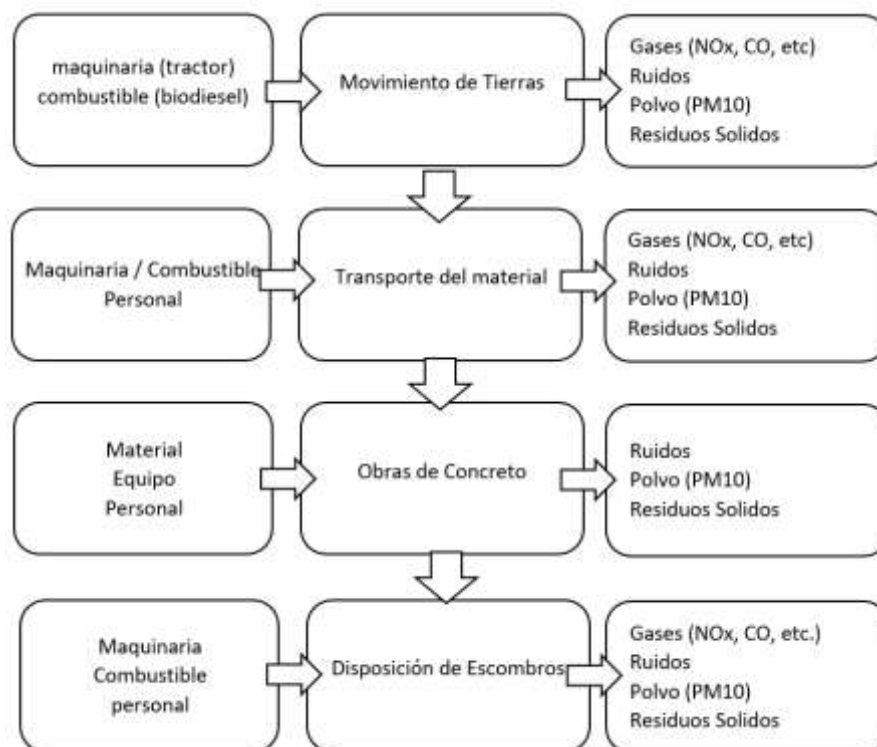 maquinaria (tractor)
combustible (biodiesel)
Movimiento de Tierras
Gases (NOx, CO, etc)
Ruidos
Polvo (PM10)
Residuos Solidos
Maquinaria / Combustible
Personal
Transporte del material
Gases (NOx, CO, etc)
Ruidos
Polvo (PM10)
Residuos Solidos
Material
Equipo
Personal
Obras de Concreto
Ruidos
Polvo (PM10)
Residuos Solidos
Maquinaria
Combustible
personal
Disposición de Escombros
Gases (NOx, CO, etc.)
Ruidos
Polvo (PM10)
Residuos Solidos